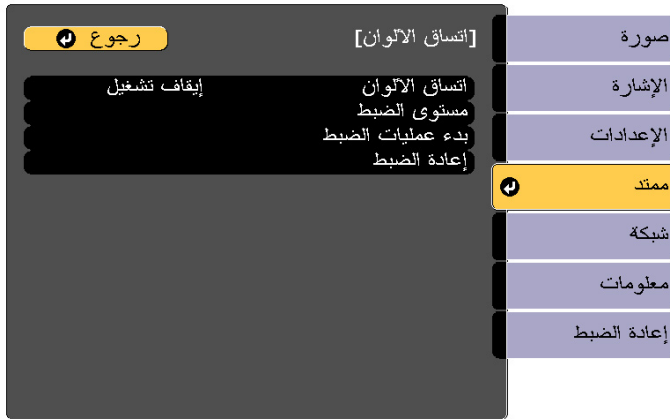 صورة
الإشارة
الإعدادات
ممتد
شبكة
معلومات
إعادة الضبط
[اتساق الألوان]
رجوع
اتساق الألوان إيقاف تشغيل
مستوى الضبط
بدء عمليات الضبط
إعادة الضبط